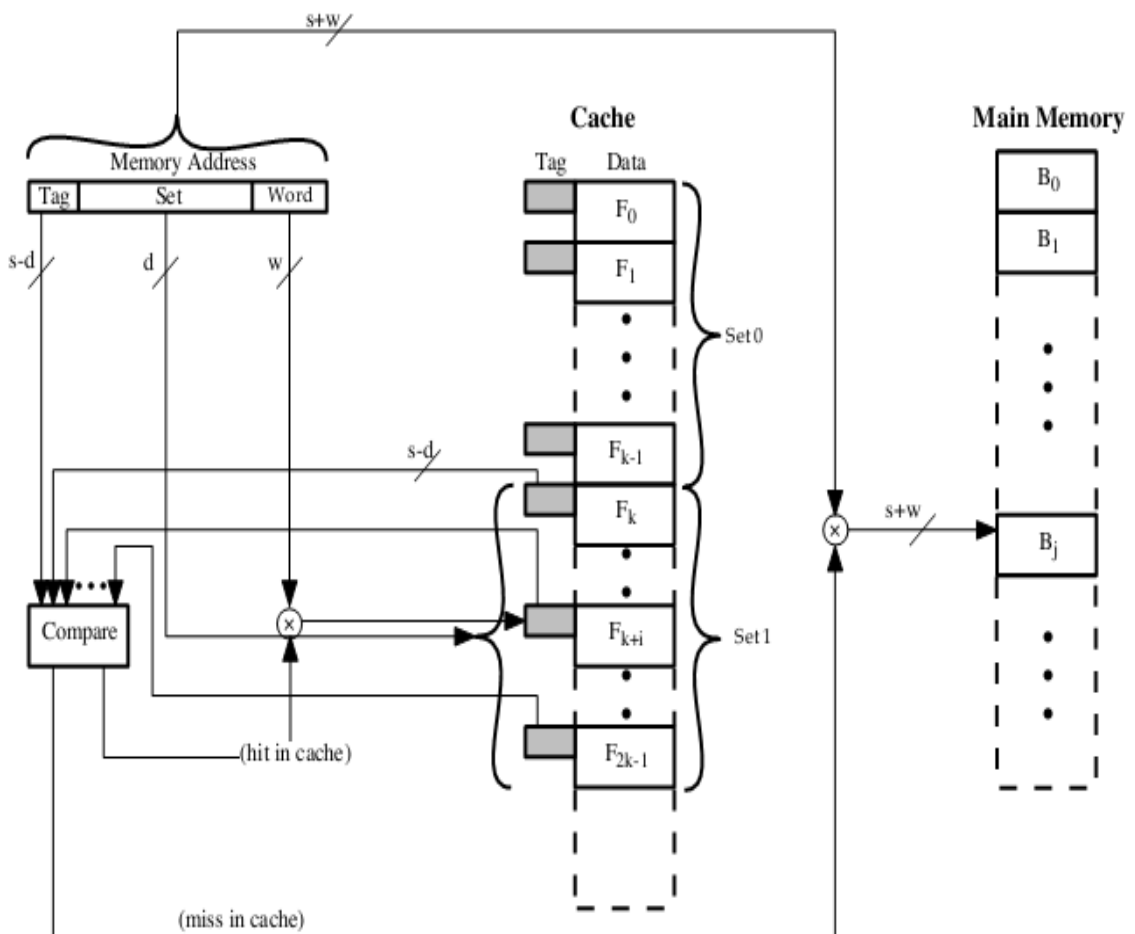 s+w
Cache
Main Memory
Memory Address
Tag Data
Tag Set Word
F0
B0
F1
B1
s-d d w
Set 0
s-d
Fk-1
Fk
s+w
Bj
Compare
Fk+i
Set 1
(hit in cache)
F2k-1
(miss in cache)